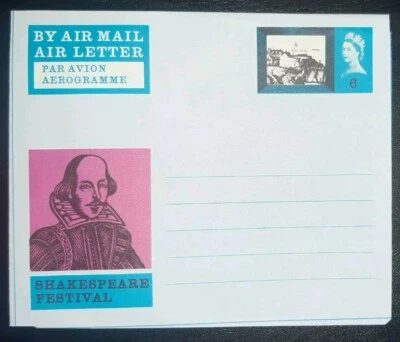 BY AIR MAIL
AIR LETTER
PAR AVION
AEROGRAMME
6
SHAKESPEARE
FESTIVAL